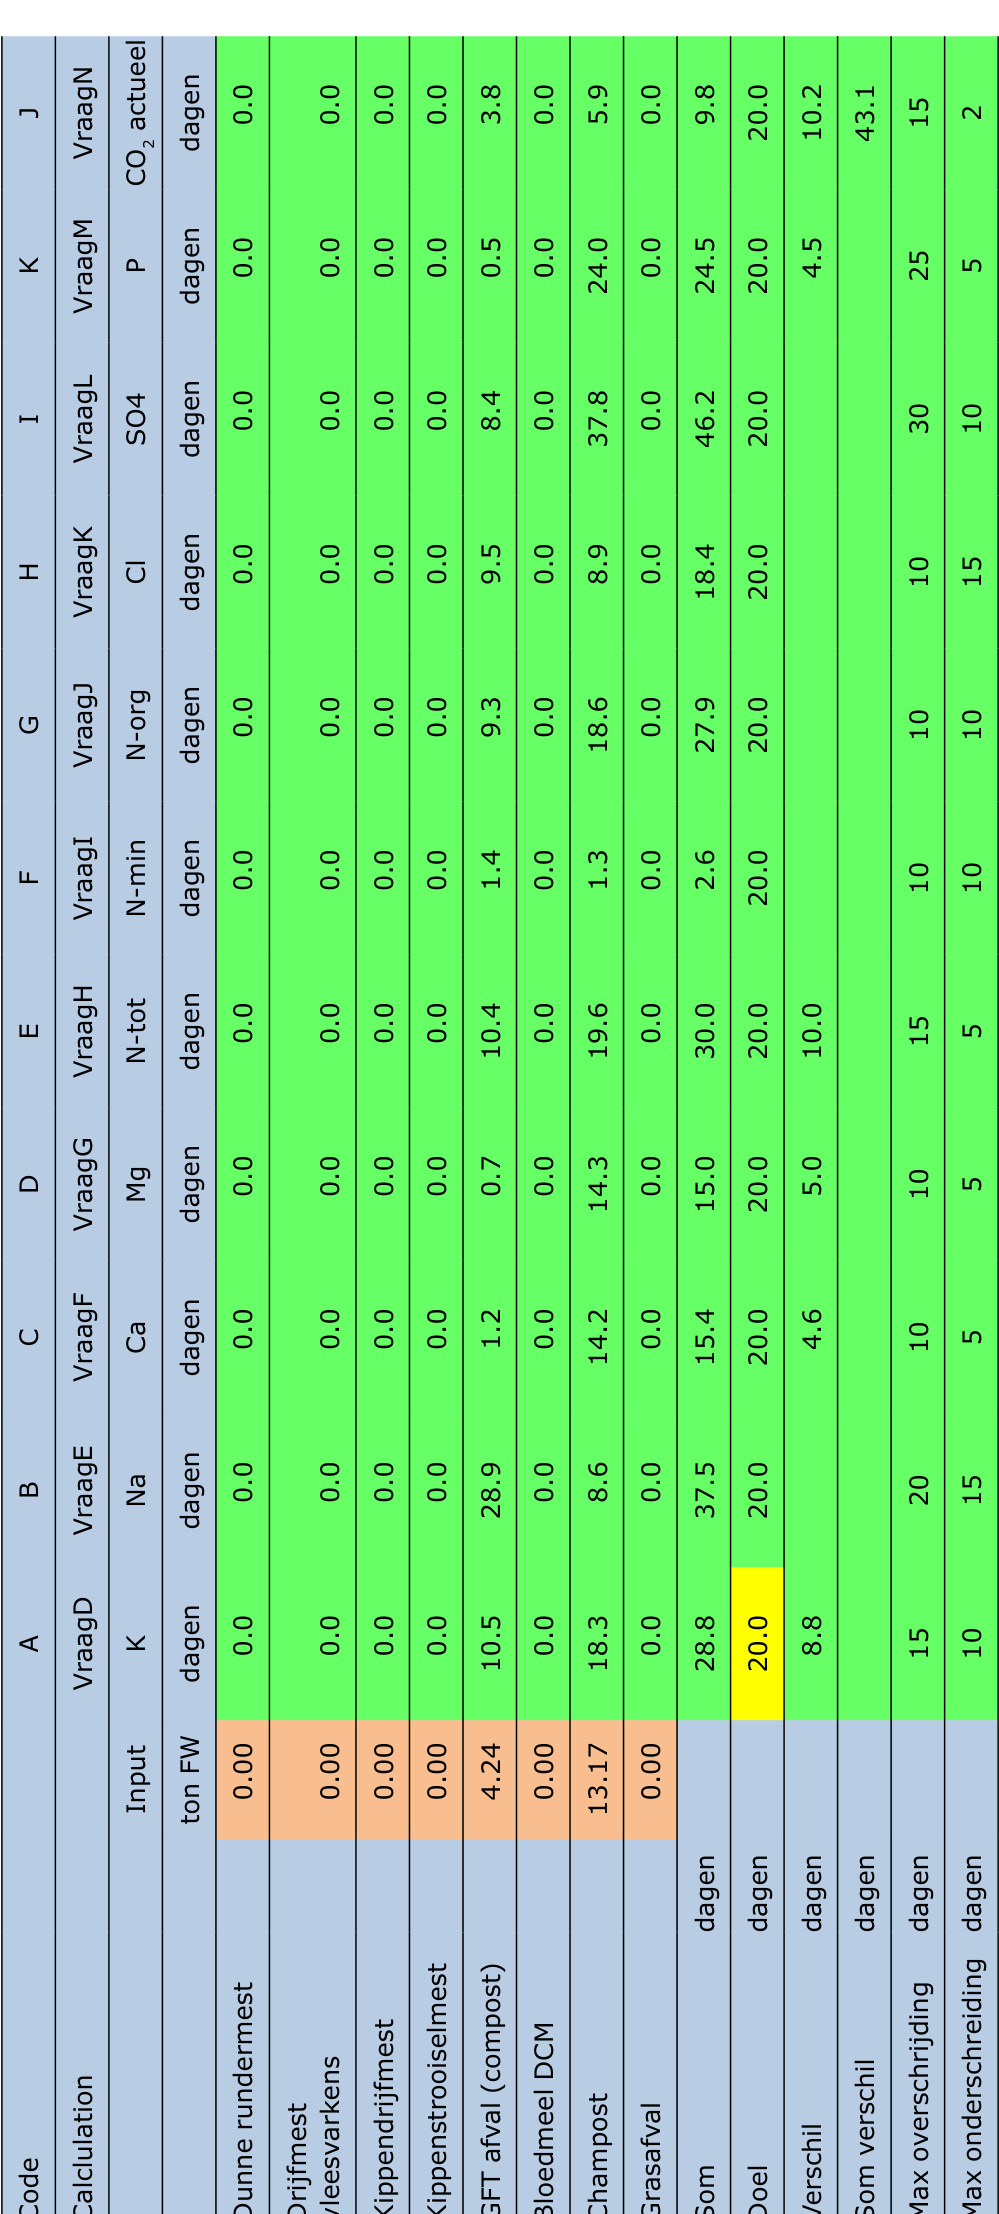 Code A B C D E F G H I K J
Calclulation VraagD VraagE VraagF VraagG VraagH VraagI VraagJ VraagK VraagL VraagM VraagN
Input K Na Ca Mg N-tot N-min N-org Cl SO4 P CO₂ actueel
ton FW dagen dagen dagen dagen dagen dagen dagen dagen dagen dagen dagen
Dunne rundermest 0.00 0.0 0.0 0.0 0.0 0.0 0.0 0.0 0.0 0.0 0.0 0.0
Drijfmest
vleesvarkens 0.00 0.0 0.0 0.0 0.0 0.0 0.0 0.0 0.0 0.0 0.0 0.0
Kippendrijfmest 0.00 0.0 0.0 0.0 0.0 0.0 0.0 0.0 0.0 0.0 0.0 0.0
Kippenstrooiselmest 0.00 0.0 0.0 0.0 0.0 0.0 0.0 0.0 0.0 0.0 0.0 0.0
GFT afval (compost) 4.24 10.5 28.9 1.2 0.7 10.4 1.4 9.3 9.5 8.4 0.5 3.8
Bloedmeel DCM 0.00 0.0 0.0 0.0 0.0 0.0 0.0 0.0 0.0 0.0 0.0 0.0
Champost 13.17 18.3 8.6 14.2 14.3 19.6 1.3 18.6 8.9 37.8 24.0 5.9
Grasafval 0.00 0.0 0.0 0.0 0.0 0.0 0.0 0.0 0.0 0.0 0.0 0.0
Som dagen 28.8 37.5 15.4 15.0 30.0 2.6 27.9 18.4 46.2 24.5 9.8
Doel dagen 20.0 20.0 20.0 20.0 20.0 20.0 20.0 20.0 20.0 20.0 20.0
Verschil dagen 8.8 4.6 5.0 10.0 4.5 10.2
Som verschil dagen 43.1
Max overschrijding dagen 15 20 10 10 15 10 10 10 30 25 15
Max onderschreiding dagen 10 15 5 5 5 10 10 15 10 5 2